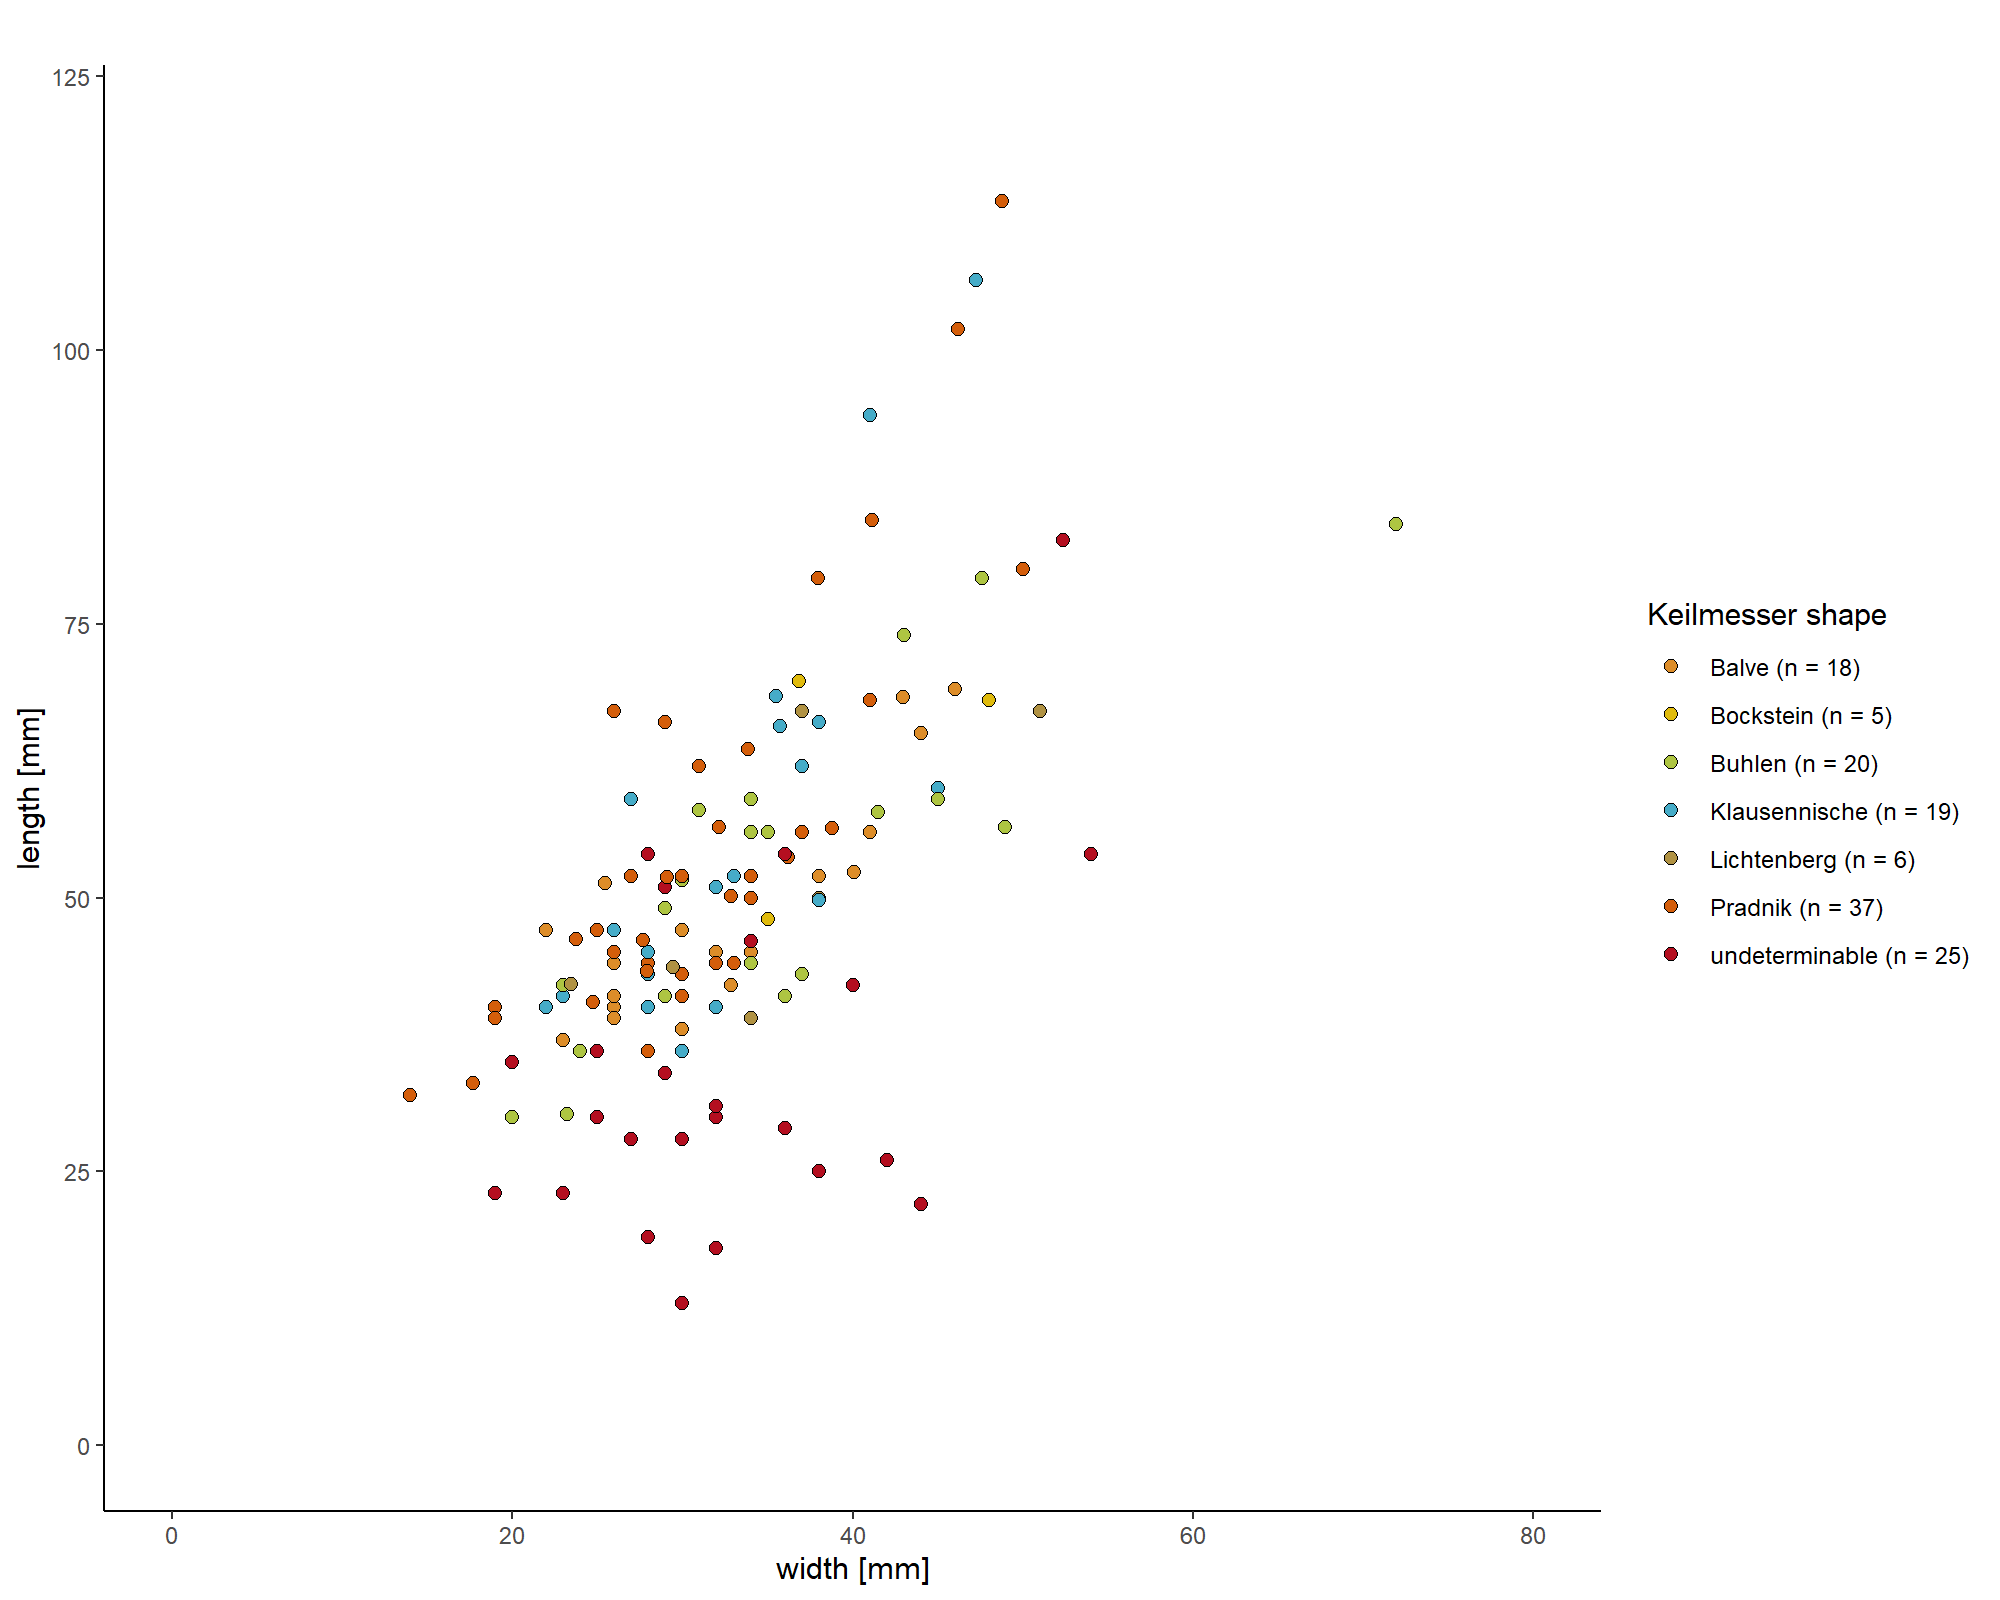 125
100
75
50
25
0
length [mm]
0 20 40 60 80
width [mm]
Keilmesser shape
Balve (n = 18)
Bockstein (n = 5)
Buhlen (n = 20)
Klausennische (n = 19)
Lichtenberg (n = 6)
Pradnik (n = 37)
undeterminable (n = 25)